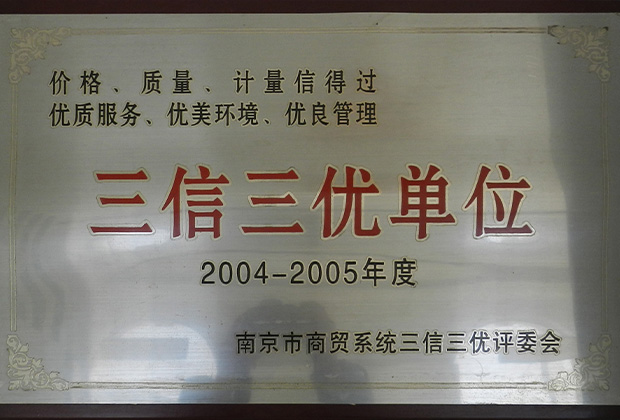 价格、质量、计量信得过
优质服务、优美环境、优良管理
三信三优单位
2004-2005年度
南京市商贸系统三信三优评委会